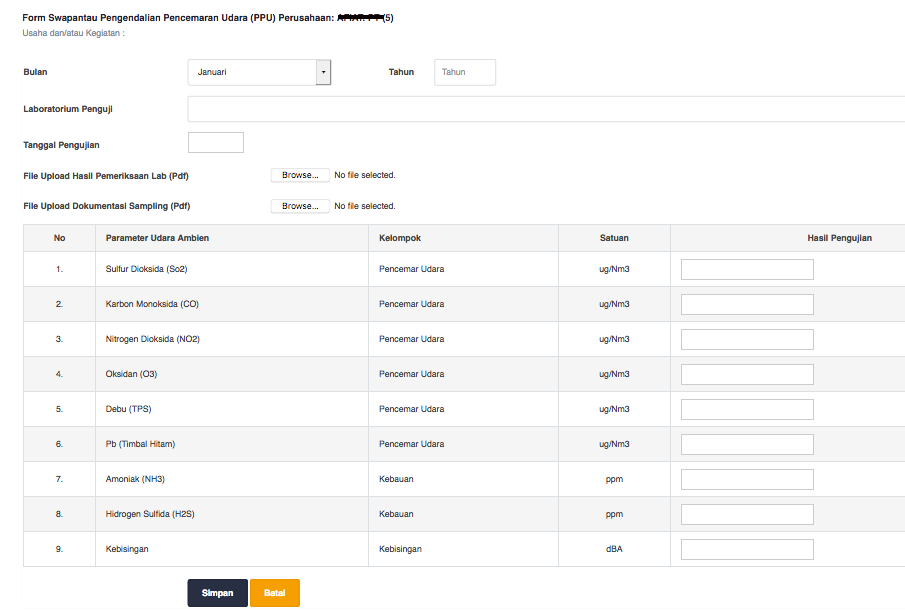 Form Swapantau Pengendalian Pencemaran Udara (PPU) Perusahaan: (5)
Usaha dan/atau Kegiatan :
Bulan Januari Tahun Tahun
Laboratorium Penguji
Tanggal Pengujian
File Upload Hasil Pemeriksaan Lab (Pdf) Browse... No file selected.
File Upload Dokumentasi Sampling (Pdf) Browse... No file selected.
No Parameter Udara Ambien Kelompok Satuan Hasil Pengujian
1. Sulfur Dioksida (So2) Pencemar Udara ug/Nm3
2. Karbon Monoksida (CO) Pencemar Udara ug/Nm3
3. Nitrogen Dioksida (NO2) Pencemar Udara ug/Nm3
4. Oksidan (O3) Pencemar Udara ug/Nm3
5. Debu (TPS) Pencemar Udara ug/Nm3
6. Pb (Timbal Hitam) Pencemar Udara ug/Nm3
7. Amoniak (NH3) Kebauan ppm
8. Hidrogen Sulfida (H2S) Kebauan ppm
9. Kebisingan Kebisingan dBA
Simpan Batal